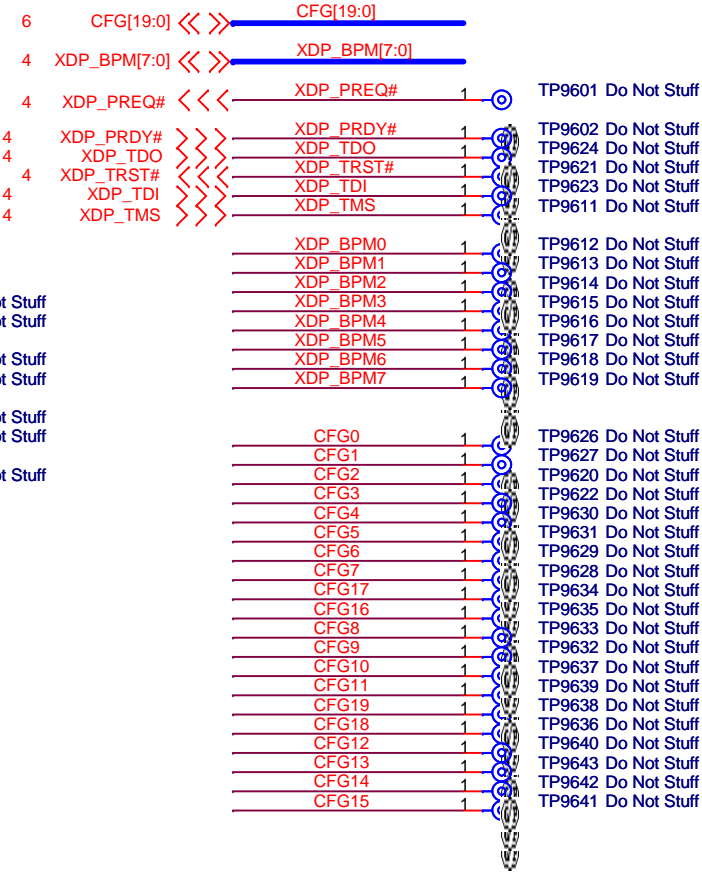 6 CFG[19:0] CFG[19:0]
4 XDP_BPM[7:0] XDP_BPM[7:0]
4 XDP_PREQ# XDP_PREQ# 1 TP9601 Do Not Stuff
4 XDP_PRDY# XDP_PRDY# 1 TP9602 Do Not Stuff
4 XDP_TDO XDP_TDO 1 TP9624 Do Not Stuff
4 XDP_TRST# XDP_TRST# 1 TP9621 Do Not Stuff
4 XDP_TDI XDP_TDI 1 TP9623 Do Not Stuff
4 XDP_TMS XDP_TMS 1 TP9611 Do Not Stuff
XDP_BPM0 1 TP9612 Do Not Stuff
XDP_BPM1 1 TP9613 Do Not Stuff
XDP_BPM2 1 TP9614 Do Not Stuff
Stuff XDP_BPM3 1 TP9615 Do Not Stuff
Stuff XDP_BPM4 1 TP9616 Do Not Stuff
XDP_BPM5 1 TP9617 Do Not Stuff
Stuff XDP_BPM6 1 TP9618 Do Not Stuff
Stuff XDP_BPM7 1 TP9619 Do Not Stuff
Stuff
Stuff CFG0 1 TP9626 Do Not Stuff
CFG1 1 TP9627 Do Not Stuff
Stuff CFG2 1 TP9620 Do Not Stuff
CFG3 1 TP9622 Do Not Stuff
CFG4 1 TP9630 Do Not Stuff
CFG5 1 TP9631 Do Not Stuff
CFG6 1 TP9629 Do Not Stuff
CFG7 1 TP9628 Do Not Stuff
CFG17 1 TP9634 Do Not Stuff
CFG16 1 TP9635 Do Not Stuff
CFG8 1 TP9633 Do Not Stuff
CFG9 1 TP9632 Do Not Stuff
CFG10 1 TP9637 Do Not Stuff
CFG11 1 TP9639 Do Not Stuff
CFG19 1 TP9638 Do Not Stuff
CFG18 1 TP9636 Do Not Stuff
CFG12 1 TP9640 Do Not Stuff
CFG13 1 TP9643 Do Not Stuff
CFG14 1 TP9642 Do Not Stuff
CFG15 1 TP9641 Do Not Stuff